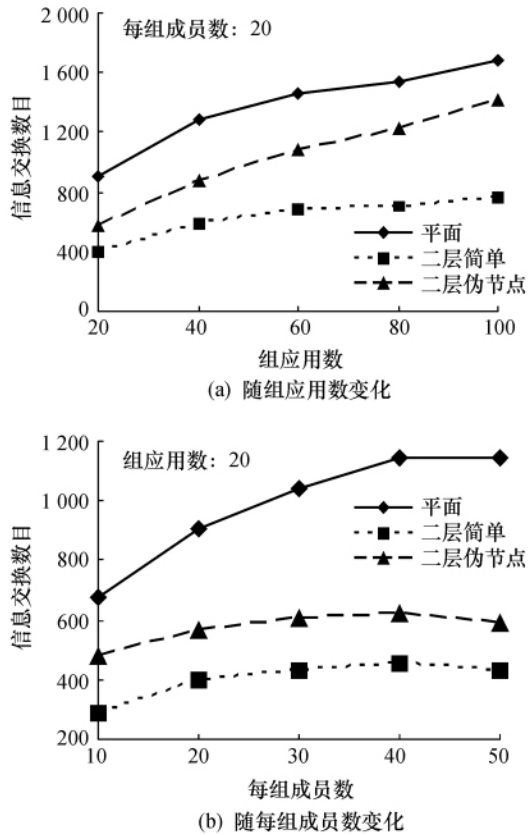 2 000
每组成员数：20
1 600
1 200
800
400
0
信息交换数目
平面
二层简单
二层伪节点
20 40 60 80 100
组应用数
(a) 随组应用数变化
1 200
组应用数：20
1 000
800
600
400
200
信息交换数目
平面
二层简单
二层伪节点
10 20 30 40 50
每组成员数
(b) 随每组成员数变化